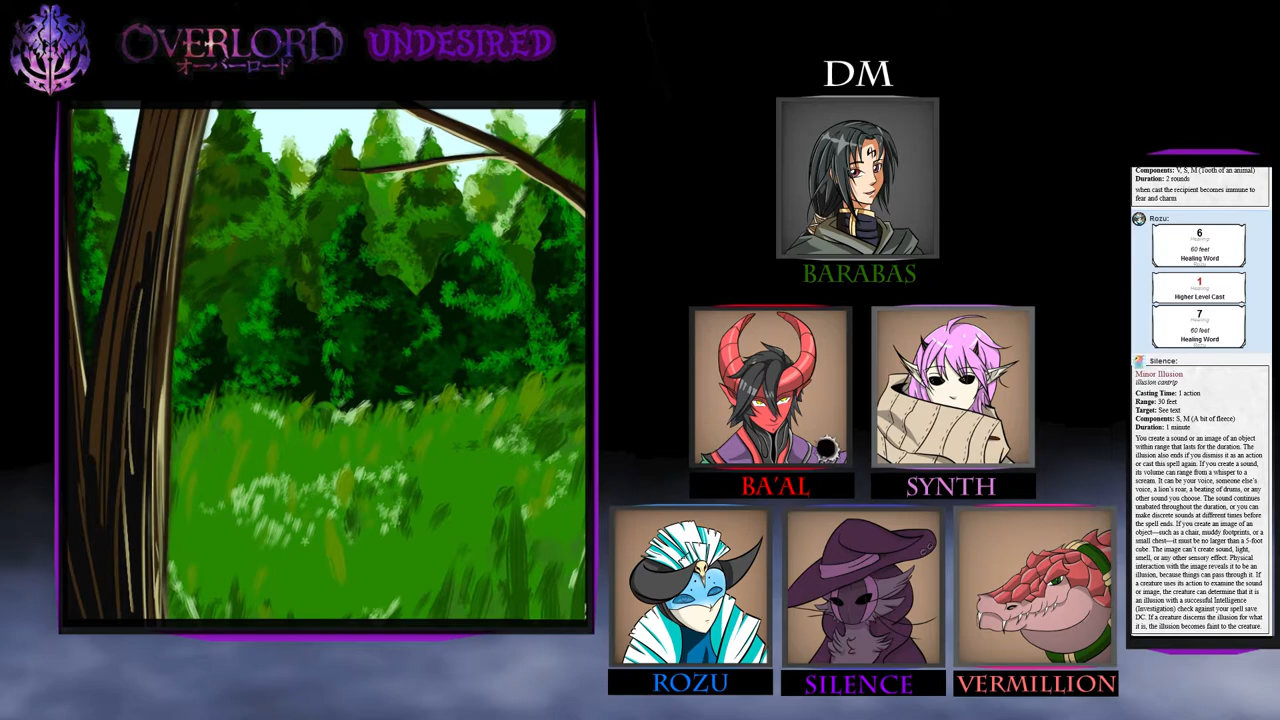 OVERLORD
オーバーロード
UNDESIRED
DM
BARABAS
BA'AL
SYNTH
ROZU
SILENCE
VERMILLION
Components: V, S, M (Tooth of an animal)
Duration: 2 rounds
when cast the recipient becomes immune to
fear and charm
Rozu:
6
Healing
60 feet
Healing Word
Rozu
1
Healing
Higher Level Cast
7
Healing
60 feet
Healing Word
Rozu
Silence:
Minor Illusion
illusion cantrip
Casting Time: 1 action
Range: 30 feet
Target: See text
Components: S, M (A bit of fleece)
Duration: 1 minute
You create a sound or an image of an object
within range that lasts for the duration. The
illusion also ends if you dismiss it as an action
or cast this spell again. If you create a sound,
its volume can range from a whisper to a
scream. It can be your voice, someone else's
voice, a lion's roar, a beating of drums, or any
other sound you choose. The sound continues
unabated throughout the duration, or you can
make discrete sounds at different times before
the spell ends. If you create an image of an
object—such as a chair, muddy footprints, or a
small chest—it must be no larger than a 5-foot
cube. The image can't create sound, light,
smell, or any other sensory effect. Physical
interaction with the image reveals it to be an
illusion, because things can pass through it. If
a creature uses its action to examine the sound
or image, the creature can determine that it is
an illusion with a successful Intelligence
(Investigation) check against your spell save
DC. If a creature discerns the illusion for what
it is, the illusion becomes faint to the creature.